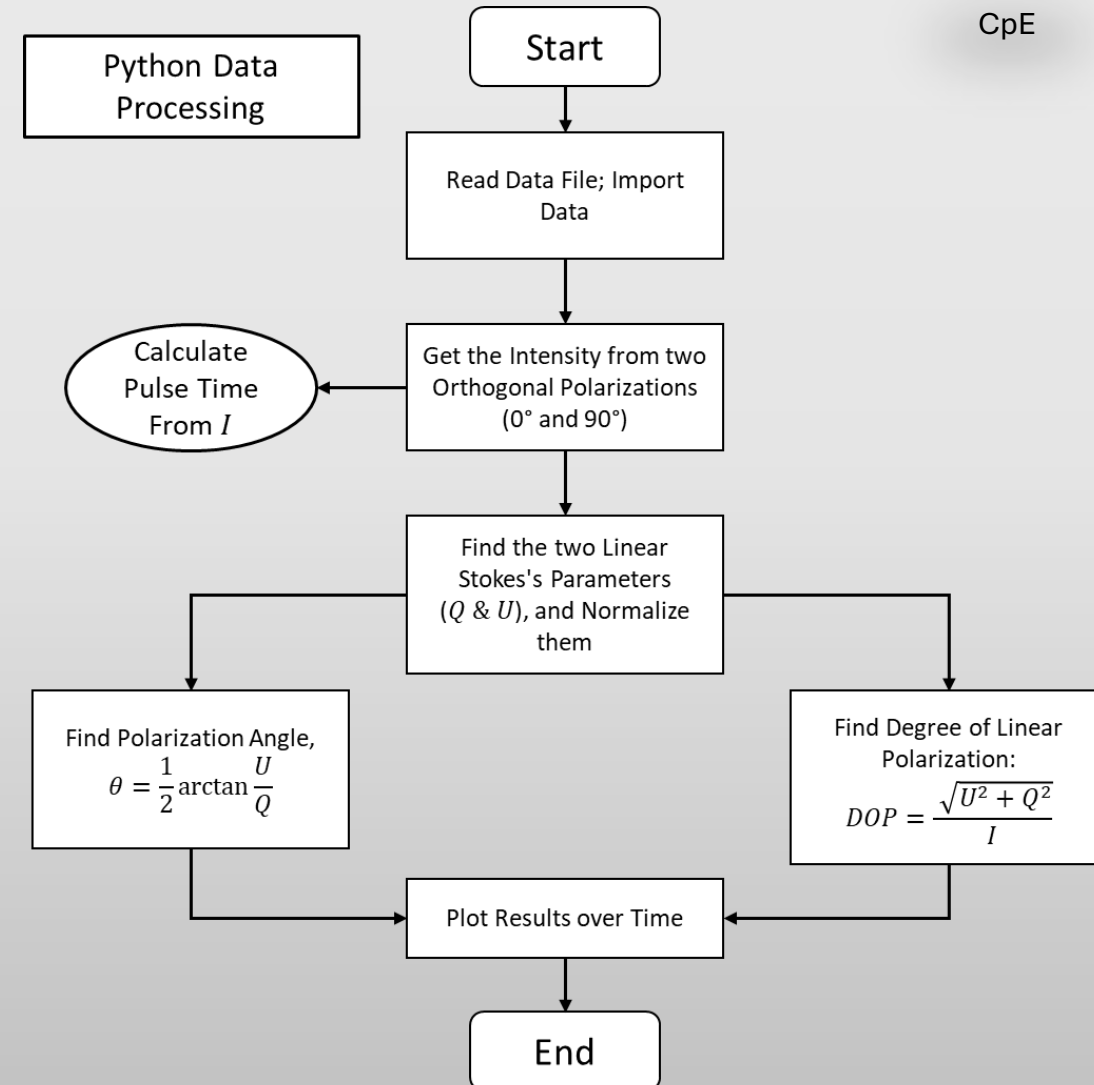 CpE
Python Data
Processing
Start
Read Data File; Import
Data
Calculate
Pulse Time
From I
Get the Intensity from two
Orthogonal Polarizations
(0° and 90°)
Find the two Linear
Stokes's Parameters
(Q & U), and Normalize
them
Find Polarization Angle,
θ = 1/2 arctan U/Q
Find Degree of Linear
Polarization:
DOP = √(U² + Q²)/I
Plot Results over Time
End